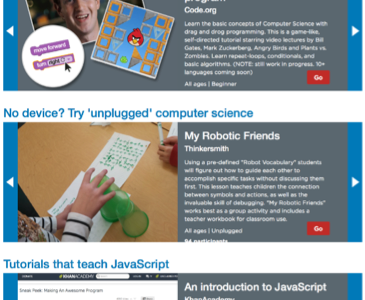 program
Code.org
move forward
turn
Learn the basic concepts of Computer Science with
drag and drop programming. This is a game-like,
self-directed tutorial starring video lectures by Bill
Gates, Mark Zuckerberg, Angry Birds and Plants vs.
Zombies. Learn repeat-loops, conditionals, and
basic algorithms. (NOTE: still work in progress. 10+
languages coming soon)
All ages | Beginner
Go
No device? Try 'unplugged' computer science
My Robotic Friends
Thinkersmith
Using a pre-defined "Robot Vocabulary" students
will figure out how to guide each other to
accomplish specific tasks without discussing them
first. This lesson teaches children the connection
between symbols and actions, as well as the
invaluable skill of debugging. "My Robotic Friends"
works best as a group activity and includes a
teacher workbook for classroom use.
All ages | Unplugged
Go
participants
Tutorials that teach JavaScript
KHANACADEMY
Sneak Peek: Making An Awesome Program
An introduction to JavaScript
KhanAcademy